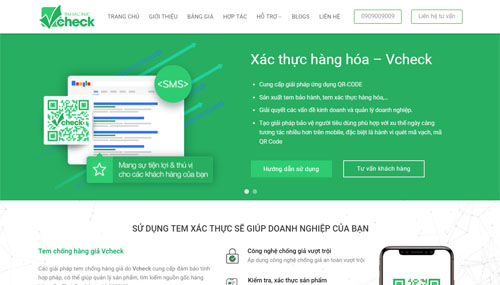 TEM XÁC THỰC
Vcheck
TRANG CHỦ GIỚI THIỆU BẢNG GIÁ HỢP TÁC HỖ TRỢ BLOGS LIÊN HỆ
0909009009
Liên hệ tư vấn
Xác thực hàng hóa – Vcheck
Cung cấp giải pháp ứng dụng QR-CODE
Sản xuất tem bảo hành, tem xác thực hàng hóa,...
Giải quyết các vấn đề kinh doanh và quản lý doanh nghiệp.
Tạo giải pháp bảo vệ người tiêu dùng phù hợp với xu thế ngày càng
tương tác nhiều hơn trên mobile, đặc biệt là hành vi quét mã vạch, mã
QR Code
Hướng dẫn sử dụng
Tư vấn khách hàng
<SMS>
Google
Vcheck
Mang sự tiện lợi & thú vị
cho các khách hàng của bạn
SỬ DỤNG TEM XÁC THỰC SẼ GIÚP DOANH NGHIỆP CỦA BẠN
Tem chống hàng giả Vcheck
Các giải pháp tem chống hàng giả do Vcheck cung cấp đảm bảo tính hợp
pháp, có thể giúp quản lý sản phẩm, tìm kiếm nguồn gốc hàng
Công nghệ chống giả vượt trội
Áp dụng công nghệ chống giả an toàn vượt trội
Kiểm tra, xác thực sản phẩm